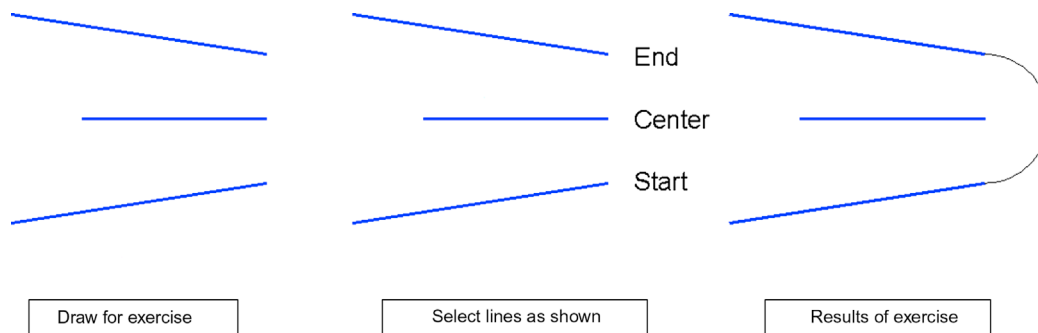 End
Center
Start
Draw for exercise
Select lines as shown
Results of exercise